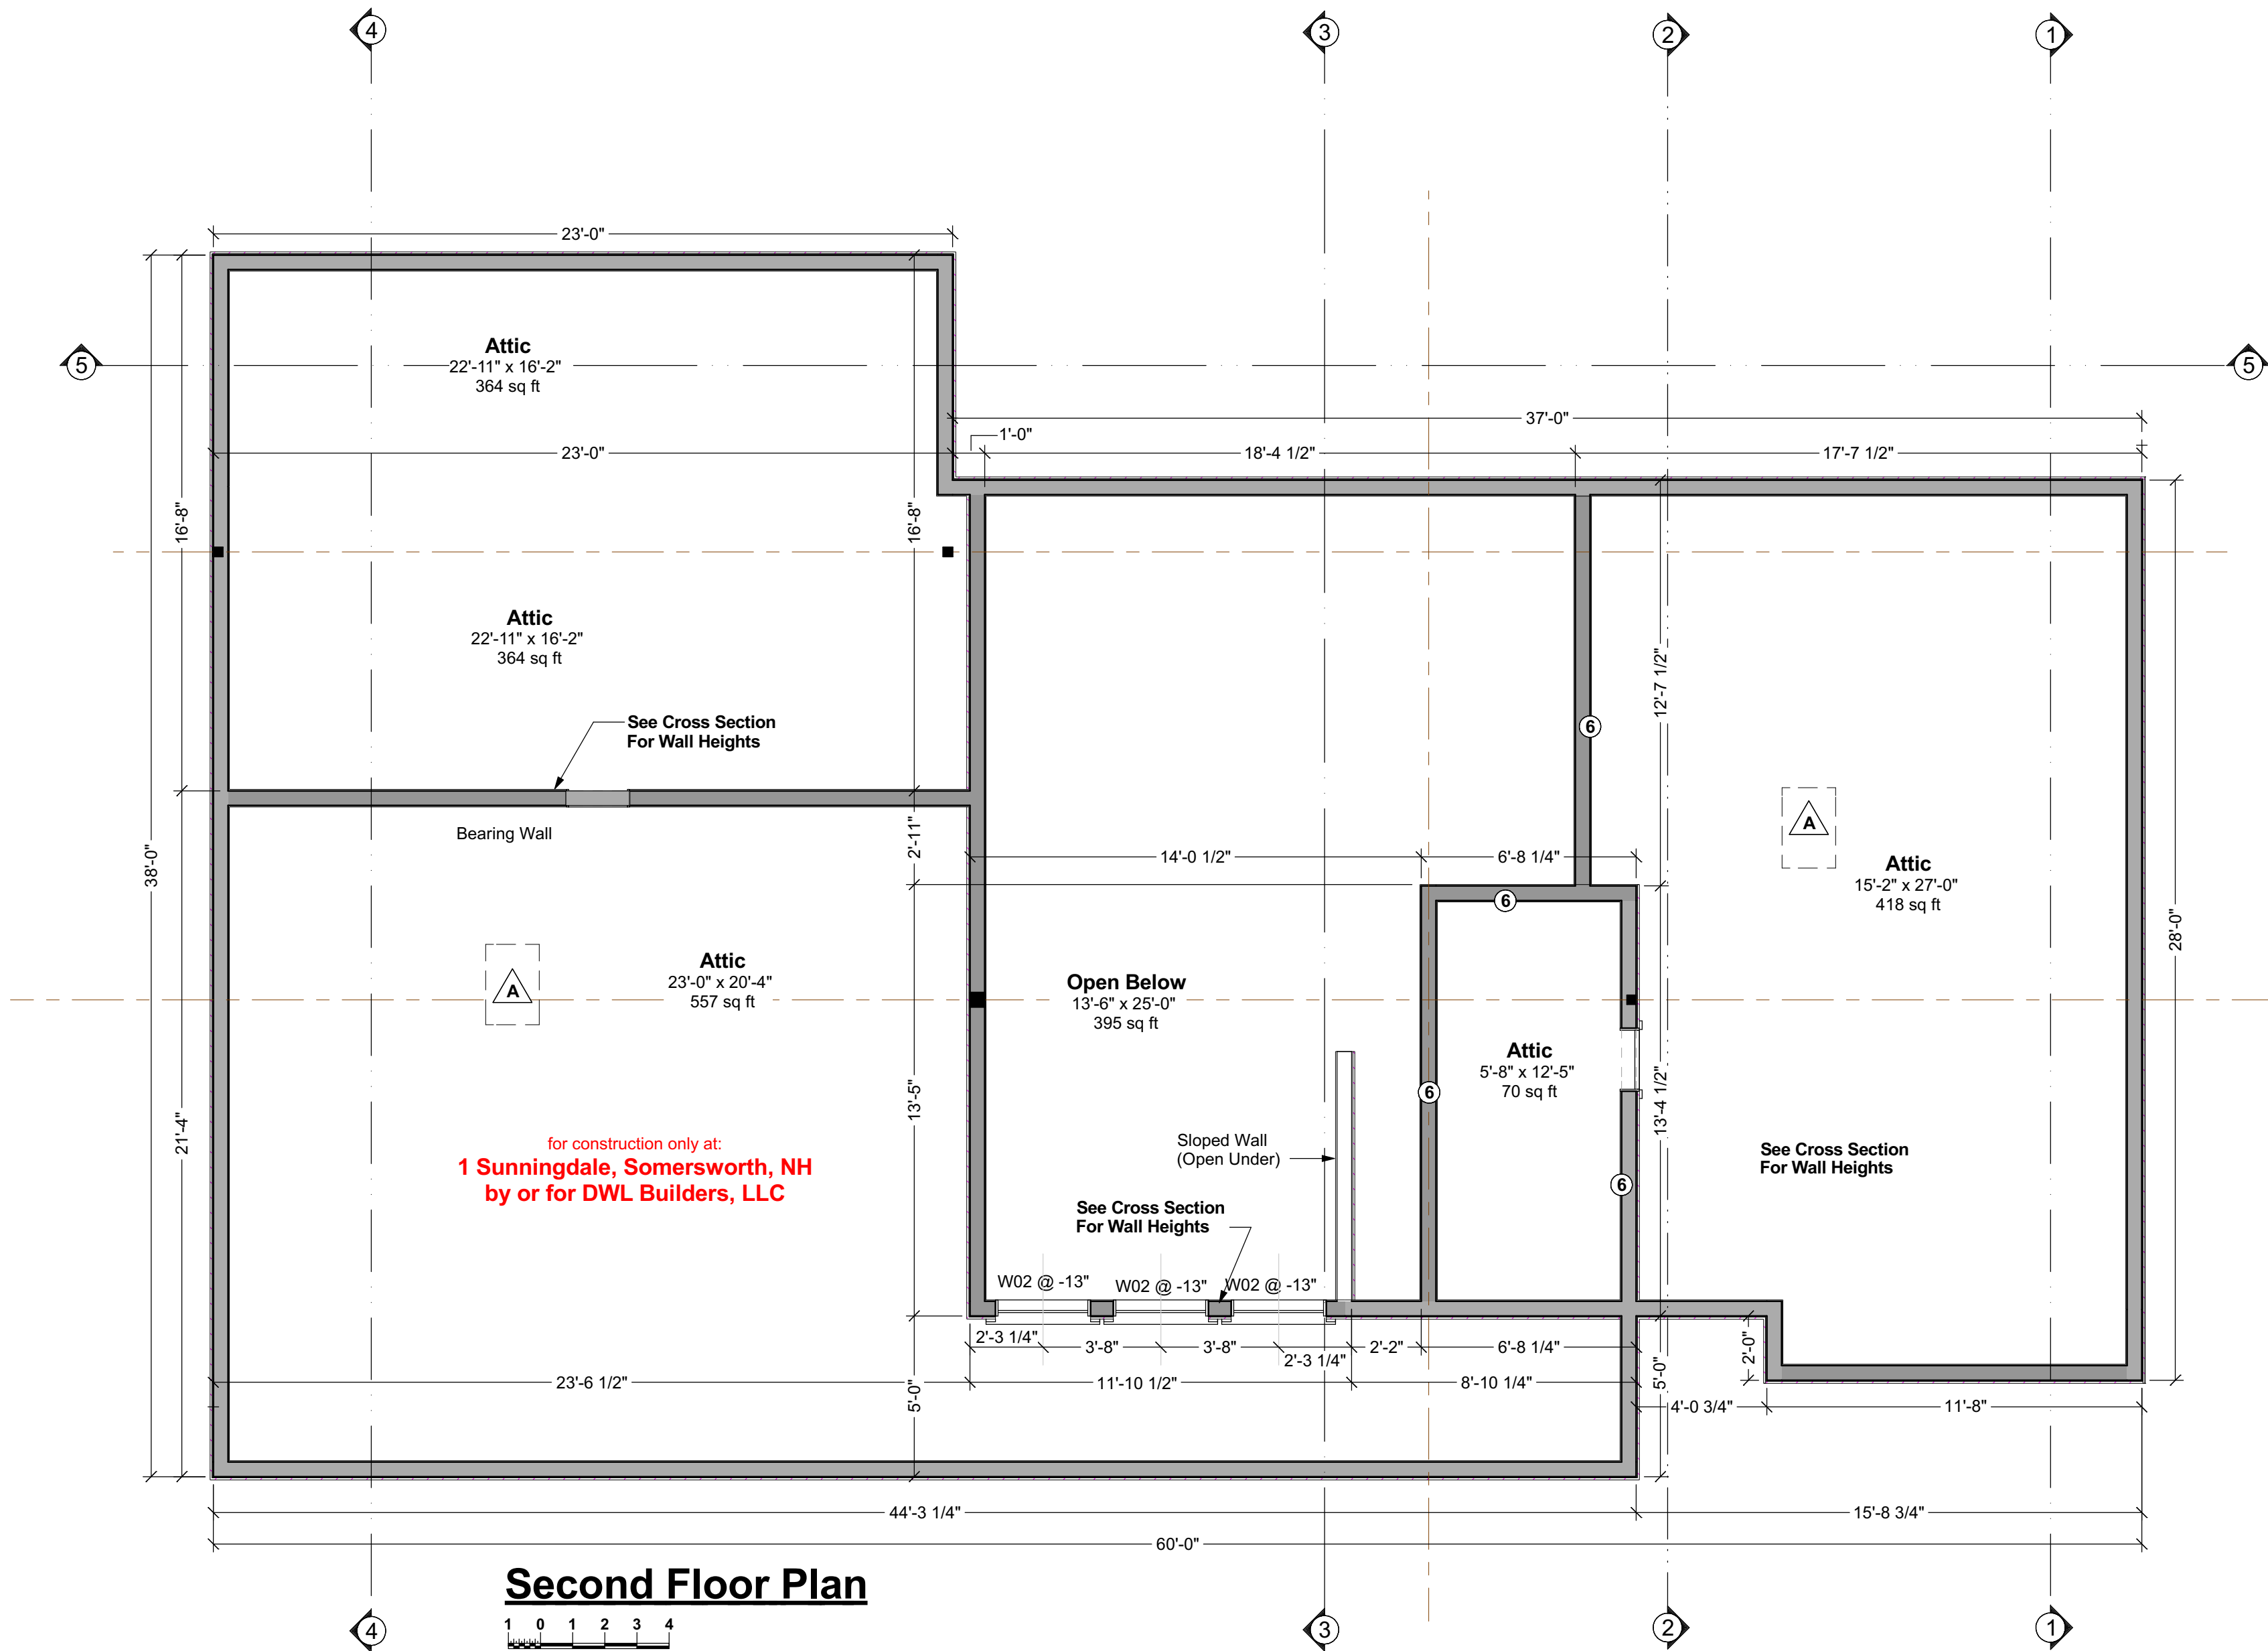 4
3
2
1
23'-0"
Attic
22'-11" x 16'-2"
364 sq ft
5
5
37'-0"
1'-0"
23'-0"
18'-4 1/2"
17'-7 1/2"
16'-8"
16'-8"
Attic
22'-11" x 16'-2"
364 sq ft
12'-7 1/2"
See Cross Section
For Wall Heights
6
Bearing Wall
2'-11"
A
14'-0 1/2"
6'-8 1/4"
38'-0"
Attic
15'-2" x 27'-0"
418 sq ft
6
28'-0"
Attic
23'-0" x 20'-4"
557 sq ft
A
Open Below
13'-6" x 25'-0"
395 sq ft
Attic
5'-8" x 12'-5"
70 sq ft
6
13'-5"
13'-4 1/2"
21'-4"
for construction only at:
1 Sunningdale, Somersworth, NH
by or for DWL Builders, LLC
Sloped Wall
(Open Under)
See Cross Section
For Wall Heights
6
See Cross Section
For Wall Heights
W02 @ -13"
W02 @ -13"
W02 @ -13"
2'-3 1/4"
3'-8"
3'-8"
2'-3 1/4"
2'-2"
6'-8 1/4"
2'-0"
23'-6 1/2"
5'-0"
11'-10 1/2"
8'-10 1/4"
5'-0"
4'-0 3/4"
11'-8"
44'-3 1/4"
15'-8 3/4"
60'-0"
Second Floor Plan
1 0 1 2 3 4
4
3
2
1